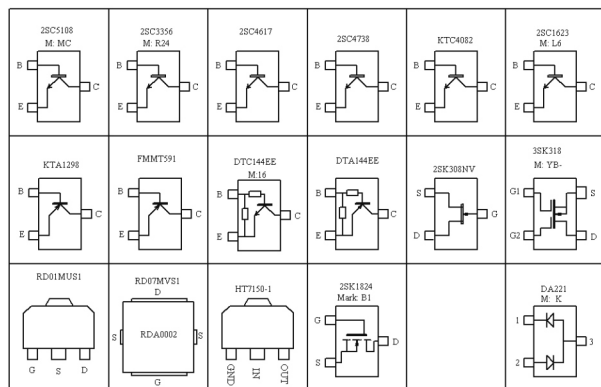 2SC5108
M: MC
B
C
E
2SC3356
M: R24
B
C
E
2SC4617
B
C
E
2SC4738
B
C
E
KTC4082
B
C
E
2SC1623
M: L6
B
C
E
KTA1298
B
C
E
FMMT591
B
C
E
DTC144EE
M:16
B
C
E
DTA144EE
B
C
E
2SK308NV
S
G
D
3SK318
M: YB-
G1
S
G2
D
RD01MUS1
G S D
RD07MVS1
D
S RDA0002 S
G
HT7150-1
GND IN OUT
2SK1824
Mark: B1
G
D
S
DA221
M: K
1
3
2